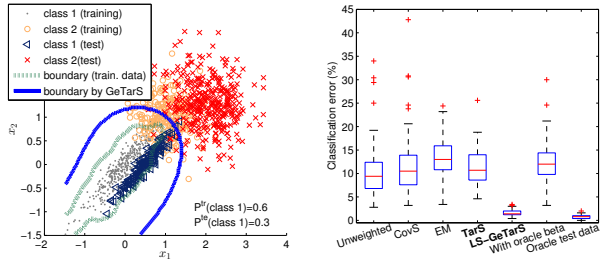 class 1 (training)
class 2 (training)
class 1 (test)
class 2(test)
boundary (train. data)
boundary by GeTarS
x2
1
0.5
0
-0.5
-1
-1.5
-2
-1
0
1
2
3
4
x1
Ptr(class 1)=0.6
Pte(class 1)=0.3
Classification error (%)
45
40
35
30
25
20
15
10
5
0
Unweighted
CovS
EM
TarS
LS-GeTarS
With oracle beta
Oracle test data